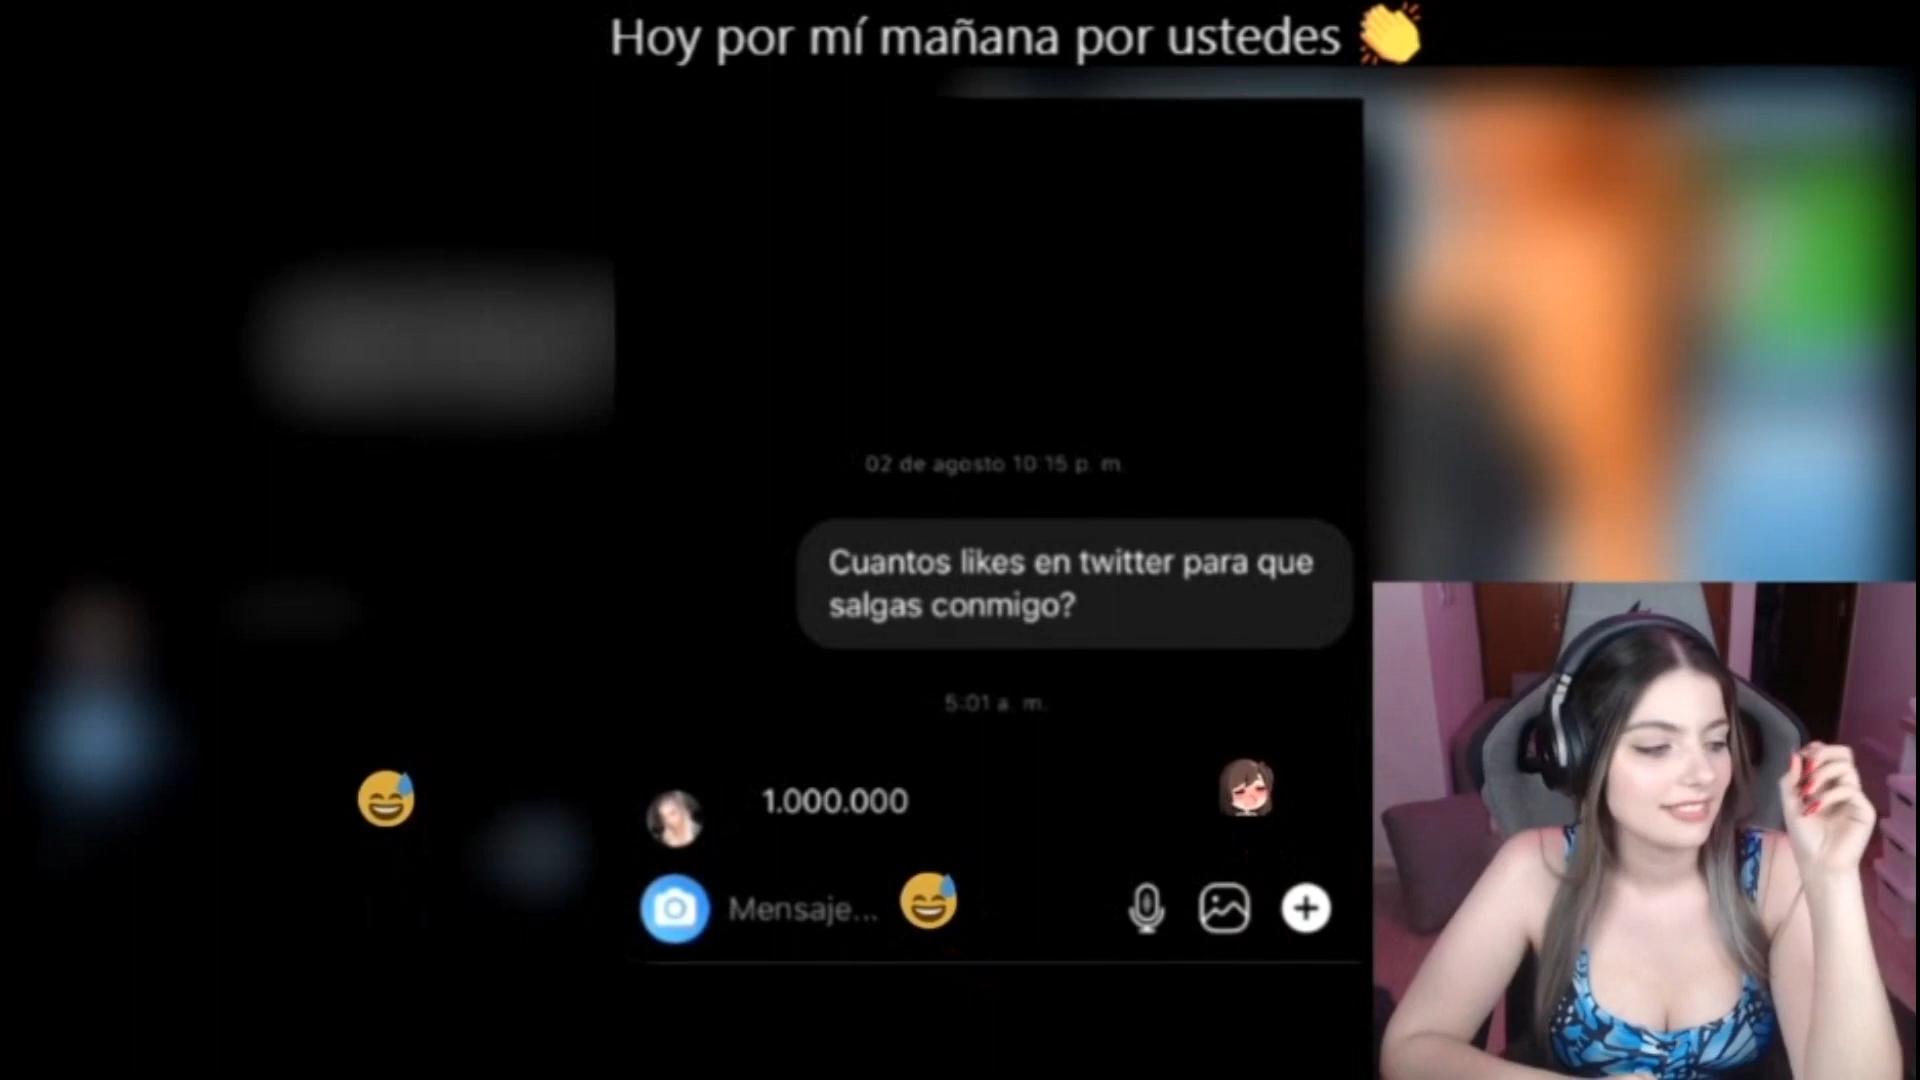 Hoy por mí mañana por ustedes 👏
02 de agosto 10:15 p. m.
Cuantos likes en twitter para que
salgas conmigo?
5:01 a. m.
1.000.000
Mensaje...